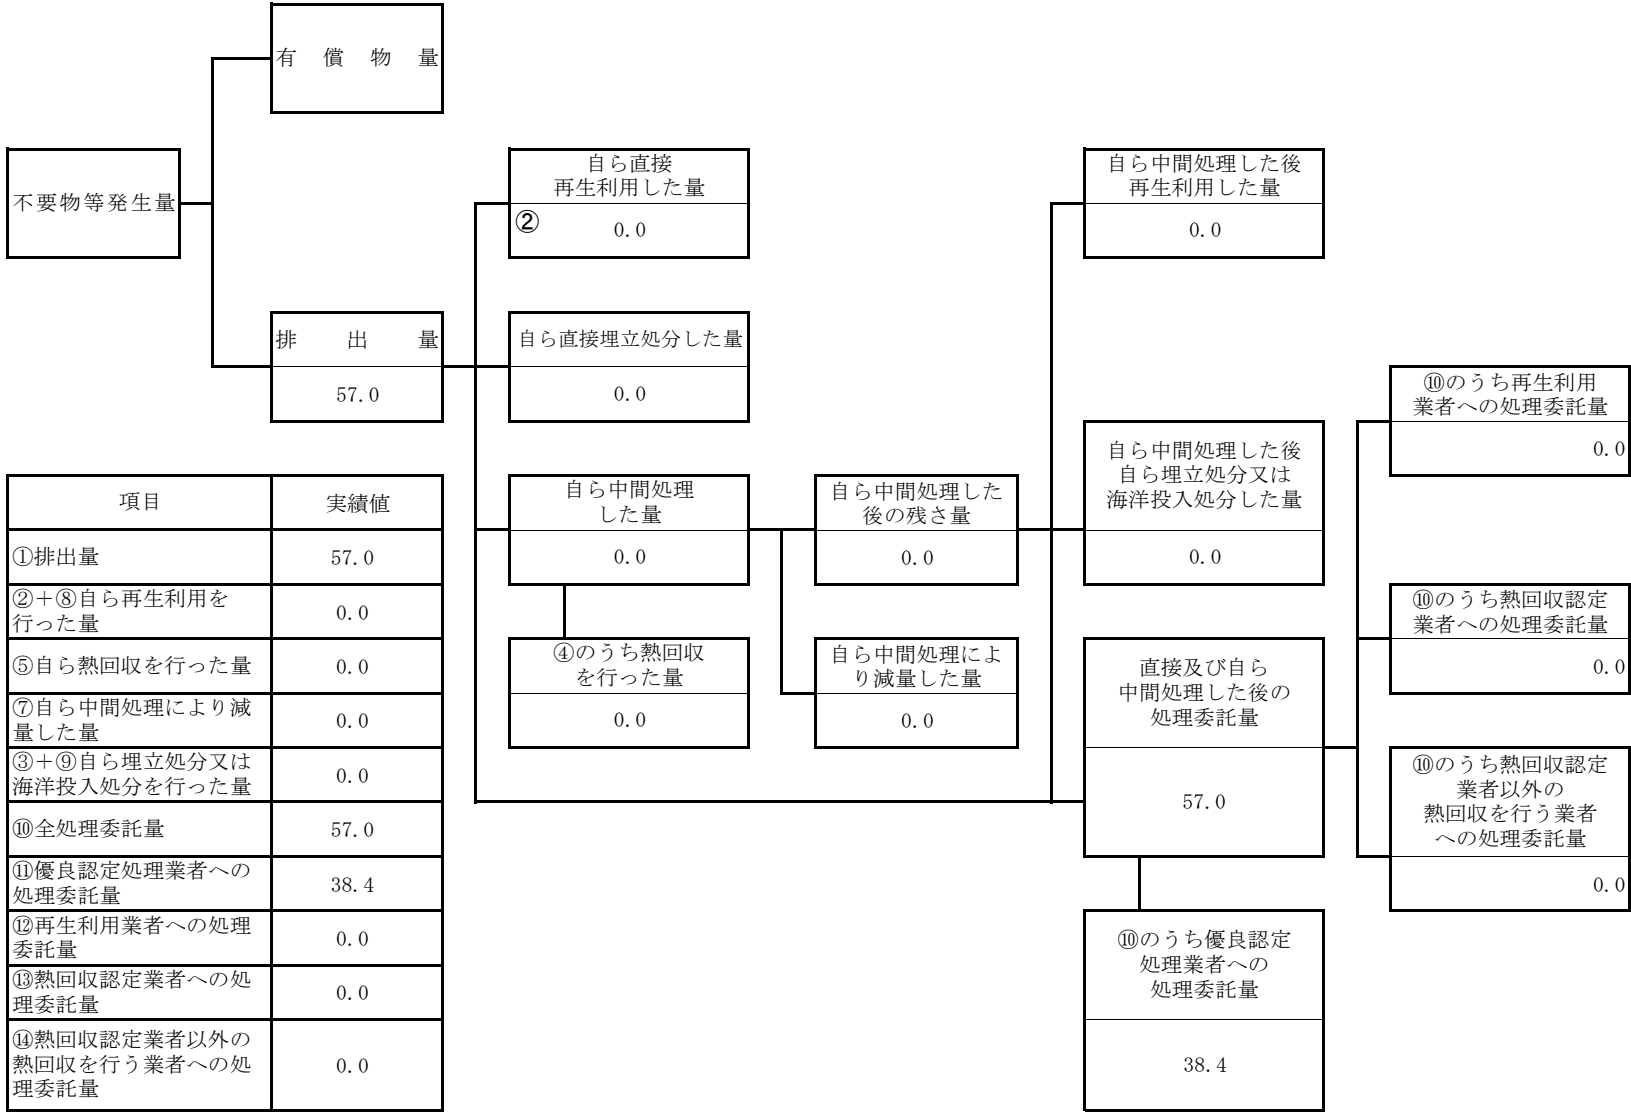 有償物量
不要物等発生量
自ら直接
再生利用した量
②
0.0
自ら中間処理した後
再生利用した量
0.0
排出量
57.0
自ら直接埋立処分した量
0.0
⑩のうち再生利用
業者への処理委託量
0.0
自ら中間処理した後
自ら埋立処分又は
海洋投入処分した量
0.0
自ら中間処理
した量
0.0
自ら中間処理した
後の残さ量
0.0
⑩のうち熱回収認定
業者への処理委託量
0.0
④のうち熱回収
を行った量
0.0
自ら中間処理によ
り減量した量
0.0
直接及び自ら
中間処理した後の
処理委託量
57.0
⑩のうち熱回収認定
業者以外の
熱回収を行う業者
への処理委託量
0.0
⑩のうち優良認定
処理業者への
処理委託量
38.4
項目 実績値
①排出量 57.0
②＋⑧自ら再生利用を
行った量
0.0
⑤自ら熱回収を行った量 0.0
⑦自ら中間処理により減
量した量
0.0
③＋⑨自ら埋立処分又は
海洋投入処分を行った量
0.0
⑩全処理委託量 57.0
⑪優良認定処理業者への
処理委託量
38.4
⑫再生利用業者への処理
委託量
0.0
⑬熱回収認定業者への処
理委託量
0.0
⑭熱回収認定業者以外の
熱回収を行う業者への処
理委託量
0.0